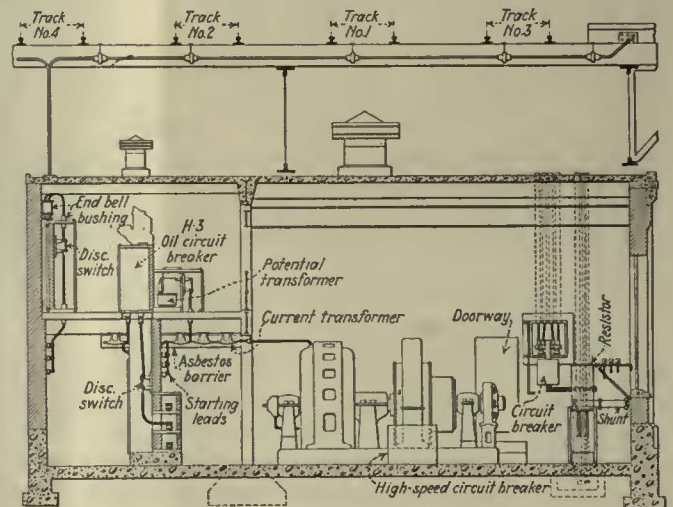 Track
No.4
Track
No.2
Track
No.1
Track
No.3
End bell
bushing
Disc.
switch
H-3
Oil circuit
breaker
Potential
transformer
Current transformer
Asbestos
barrier
Disc.
switch
Starting
leads
Doorway
Resistor
Circuit
breaker
Shunt
High-speed circuit breaker